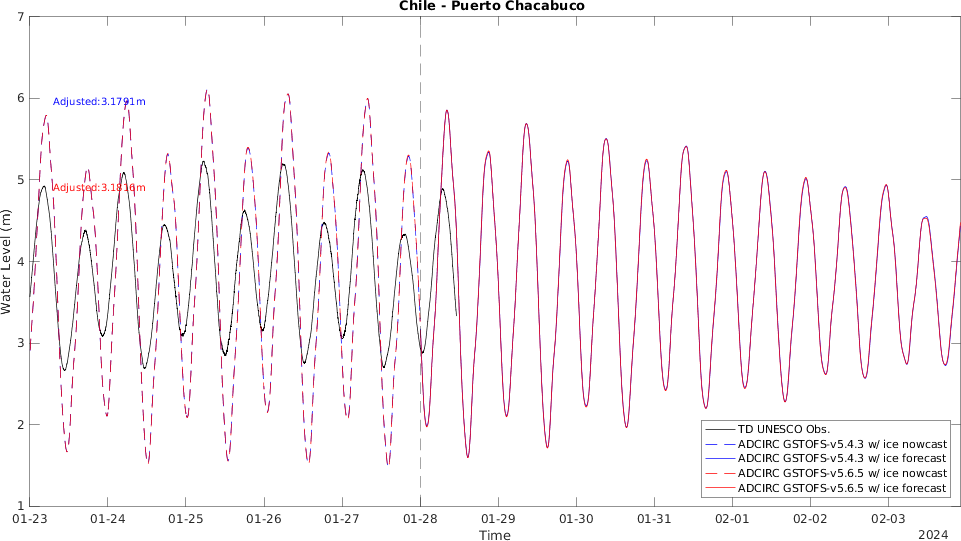 Chile - Puerto Chacabuco
7
6
5
4
3
2
1
Water Level (m)
Adjusted:3.1791m
Adjusted:3.1816m
TD UNESCO Obs.
ADCIRC GSTOFS-v5.4.3 w/ ice nowcast
ADCIRC GSTOFS-v5.4.3 w/ ice forecast
ADCIRC GSTOFS-v5.6.5 w/ ice nowcast
ADCIRC GSTOFS-v5.6.5 w/ ice forecast
01-23 01-24 01-25 01-26 01-27 01-28 01-29 01-30 01-31 02-01 02-02 02-03
Time
2024